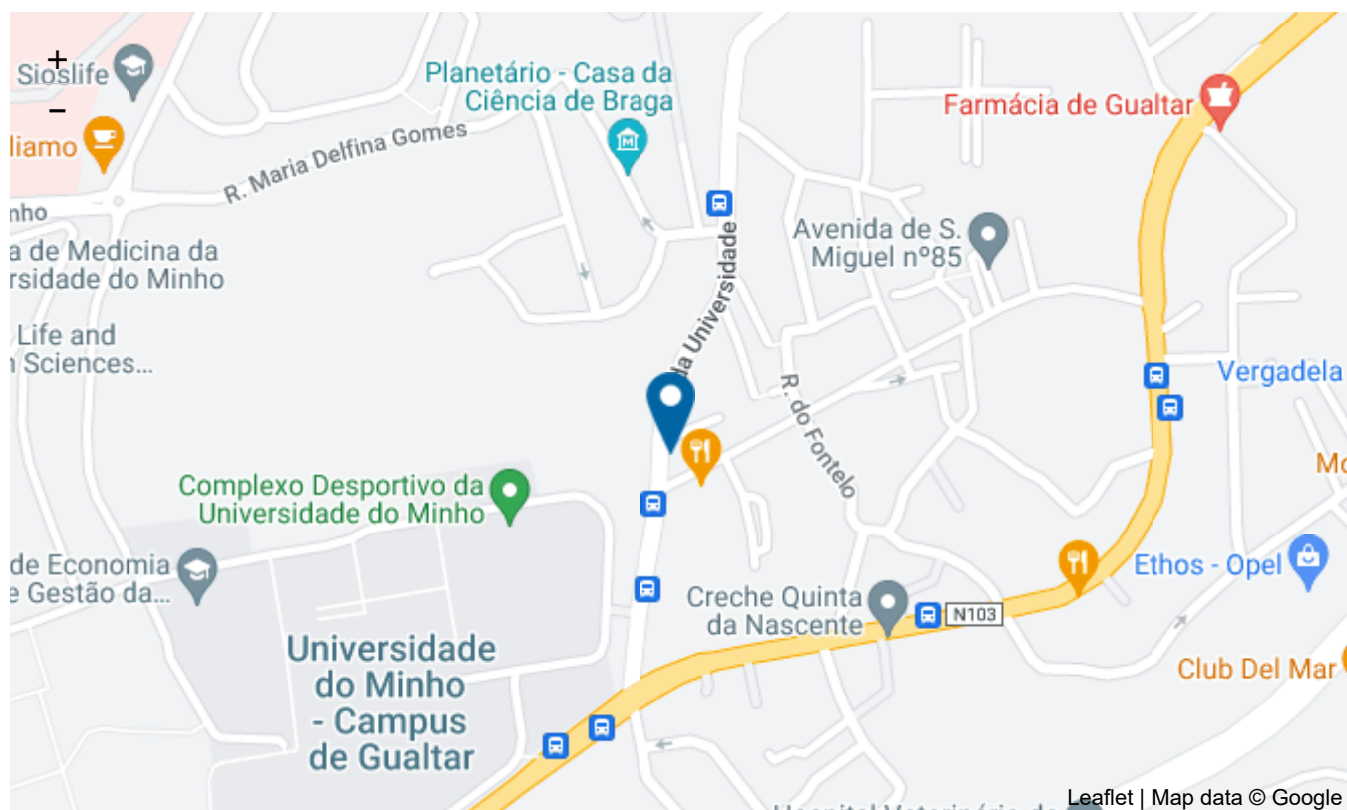 +
Sioslife
−
liamo
R. Maria Delfina Gomes
Planetário - Casa da
Ciência de Braga
Farmácia de Gualtar
nho
a de Medicina da
rsidade do Minho
Life and
Sciences...
da Universidade
Avenida de S.
Miguel nº85
R. do Fontelo
Vergadela
Complexo Desportivo da
Universidade do Minho
de Economia
e Gestão da...
Universidade
do Minho
- Campus
de Gualtar
Creche Quinta
da Nascente
N103
Ethos - Opel
Club Del Mar
Leaflet | Map data © Google